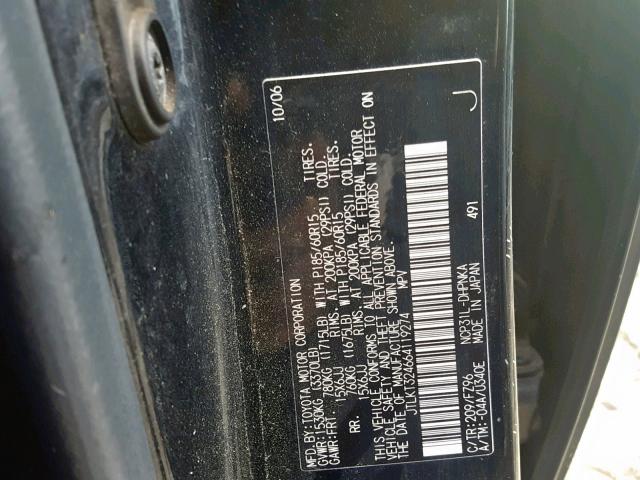 MFD. BY: TOYOTA MOTOR CORPORATION 10/06
GVWR: 1530KG (3370LB)
GAWR: FRT. 780KG (1715LB) WITH P185/60R15 TIRES.
15X6JJ RIMS. AT 200KPA (29PSI) COLD.
RR. 760KG (1675LB) WITH P185/60R15 TIRES.
15X6JJ RIMS. AT 200KPA (29PSI) COLD.
THIS VEHICLE CONFORMS TO ALL APPLICABLE FEDERAL MOTOR
VEHICLE SAFETY AND THEFT PREVENTION STANDARDS IN EFFECT ON
THE DATE OF MANUFACTURE SHOWN ABOVE.
JTLKT324664119274 MPV
C/TR: 209/FZ96 NCP31L-DHPNKA 491
A/TM: -04A/U340E MADE IN JAPAN J